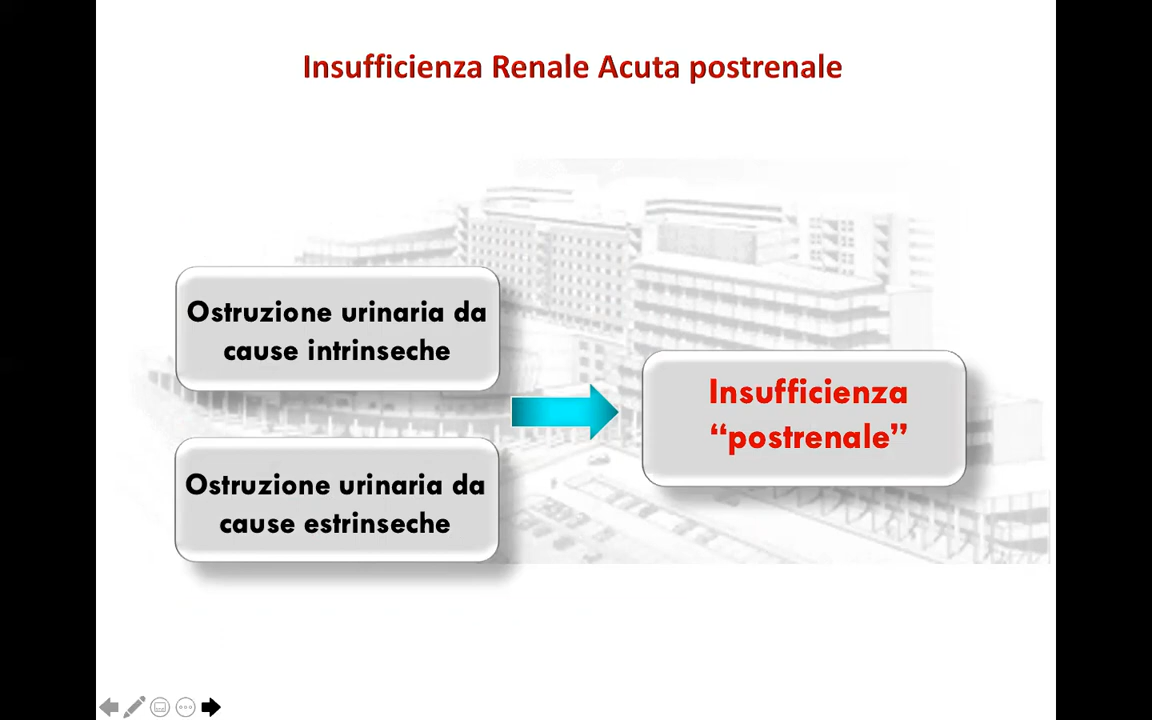 Insufficienza Renale Acuta postrenale
Ostruzione urinaria da
cause intrinseche
Insufficienza
“postrenale”
Ostruzione urinaria da
cause estrinseche